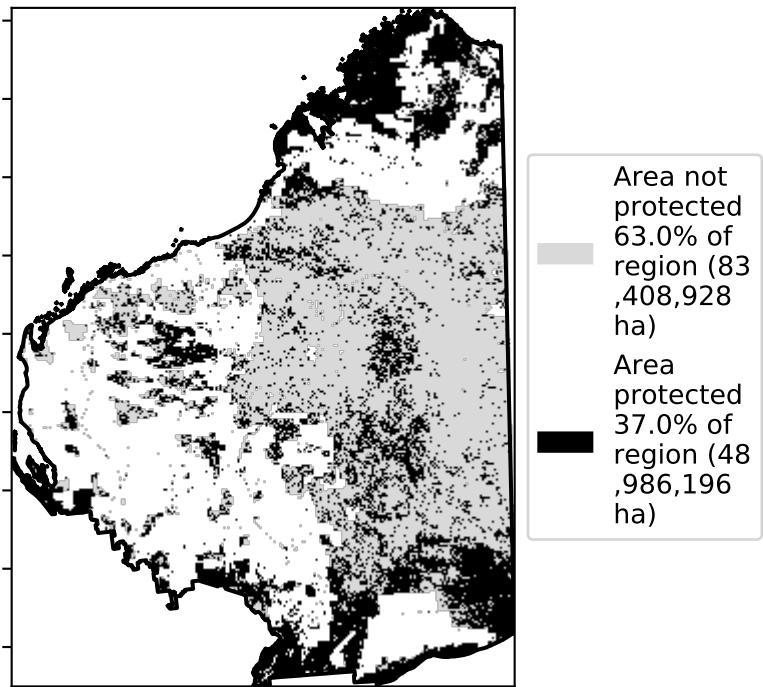 Area not
protected
63.0% of
region (83
,408,928
ha)
Area
protected
37.0% of
region (48
,986,196
ha)